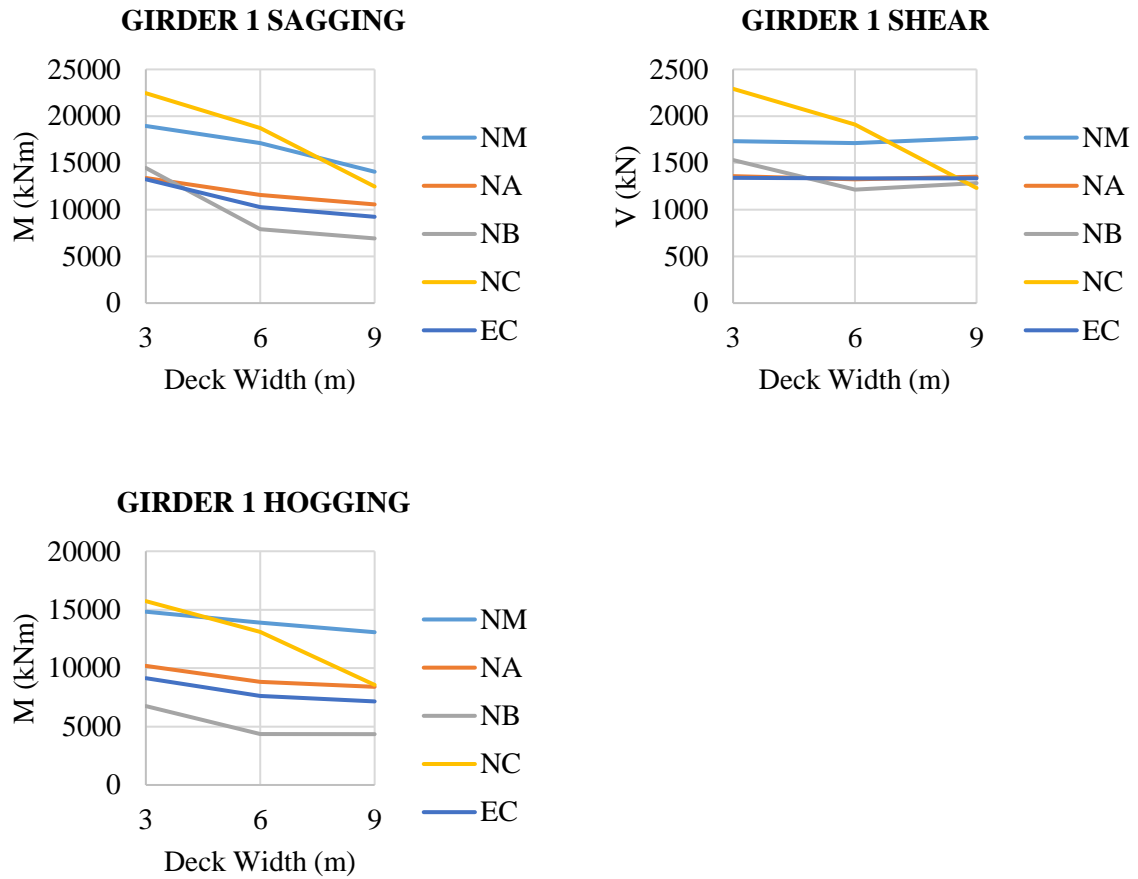 GIRDER 1 SAGGING
25000
20000
15000
10000
5000
0
M (kNm)
3 6 9
Deck Width (m)
NM
NA
NB
NC
EC
GIRDER 1 SHEAR
2500
2000
1500
1000
500
0
V (kN)
3 6 9
Deck Width (m)
NM
NA
NB
NC
EC
GIRDER 1 HOGGING
20000
15000
10000
5000
0
M (kNm)
3 6 9
Deck Width (m)
NM
NA
NB
NC
EC